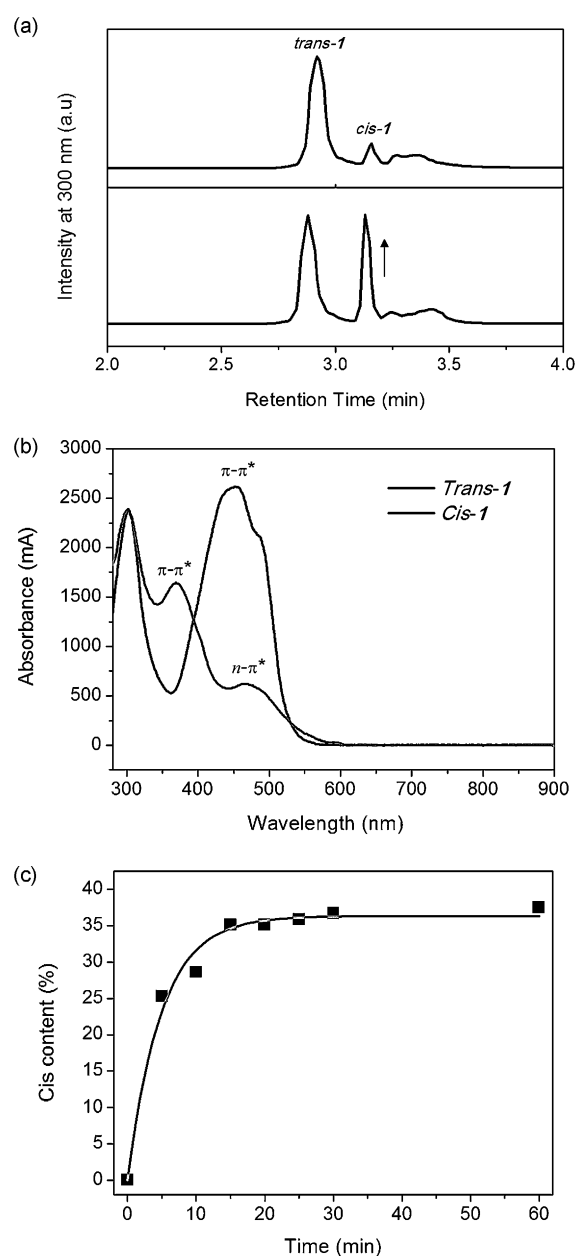 (a)
trans-1
cis-1
Intensity at 300 nm (a.u)
2.0 2.5 3.0 3.5 4.0
Retention Time (min)
(b)
3000
2500
2000
1500
1000
500
0
Absorbance (mA)
π-π*
π-π*
n-π*
Trans-1
Cis-1
300 400 500 600 700 800 900
Wavelength (nm)
(c)
40
35
30
25
20
15
10
5
0
Cis content (%)
0 10 20 30 40 50 60
Time (min)